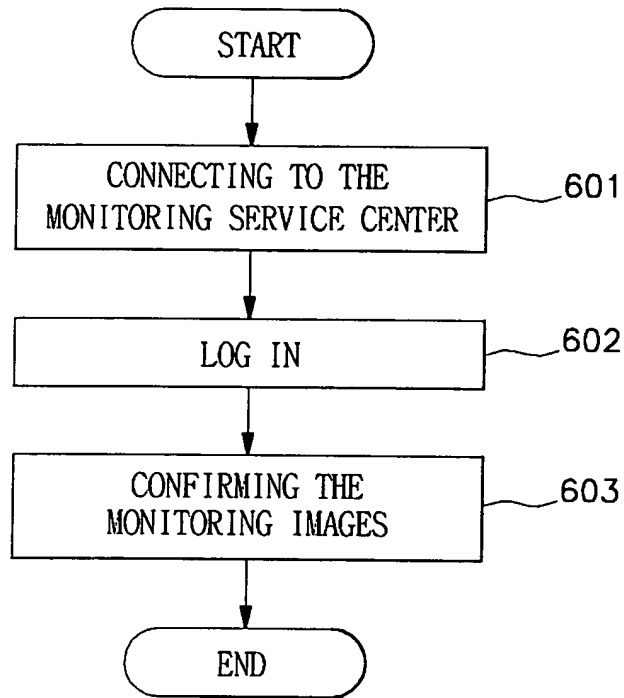 START
CONNECTING TO THE
MONITORING SERVICE CENTER
601
LOG IN
602
CONFIRMING THE
MONITORING IMAGES
603
END